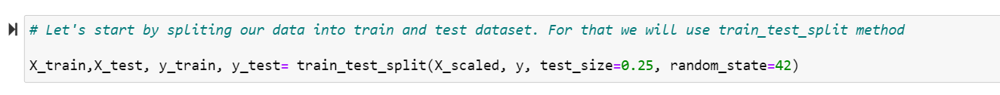 # Let's start by spliting our data into train and test dataset. For that we will use train_test_split method
X_train,X_test, y_train, y_test= train_test_split(X_scaled, y, test_size=0.25, random_state=42)